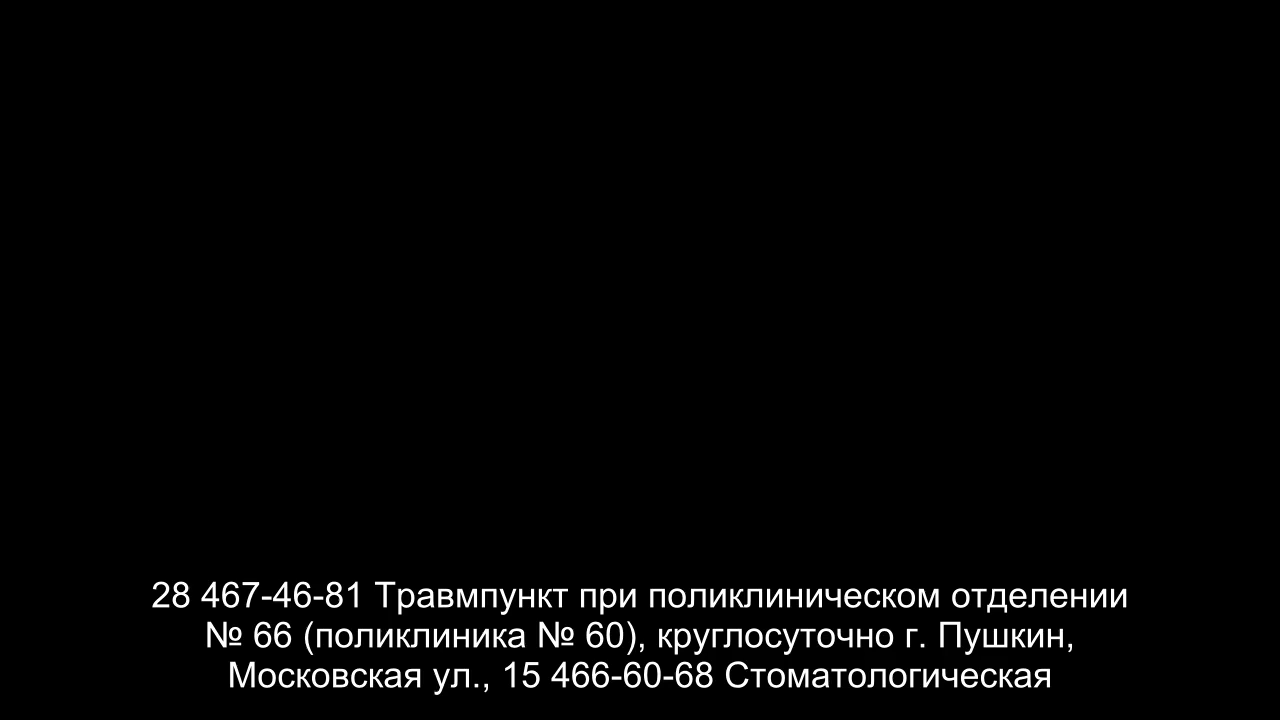 28 467-46-81 Травмпункт при поликлиническом отделении
№ 66 (поликлиника № 60), круглосуточно г. Пушкин,
Московская ул., 15 466-60-68 Стоматологическая